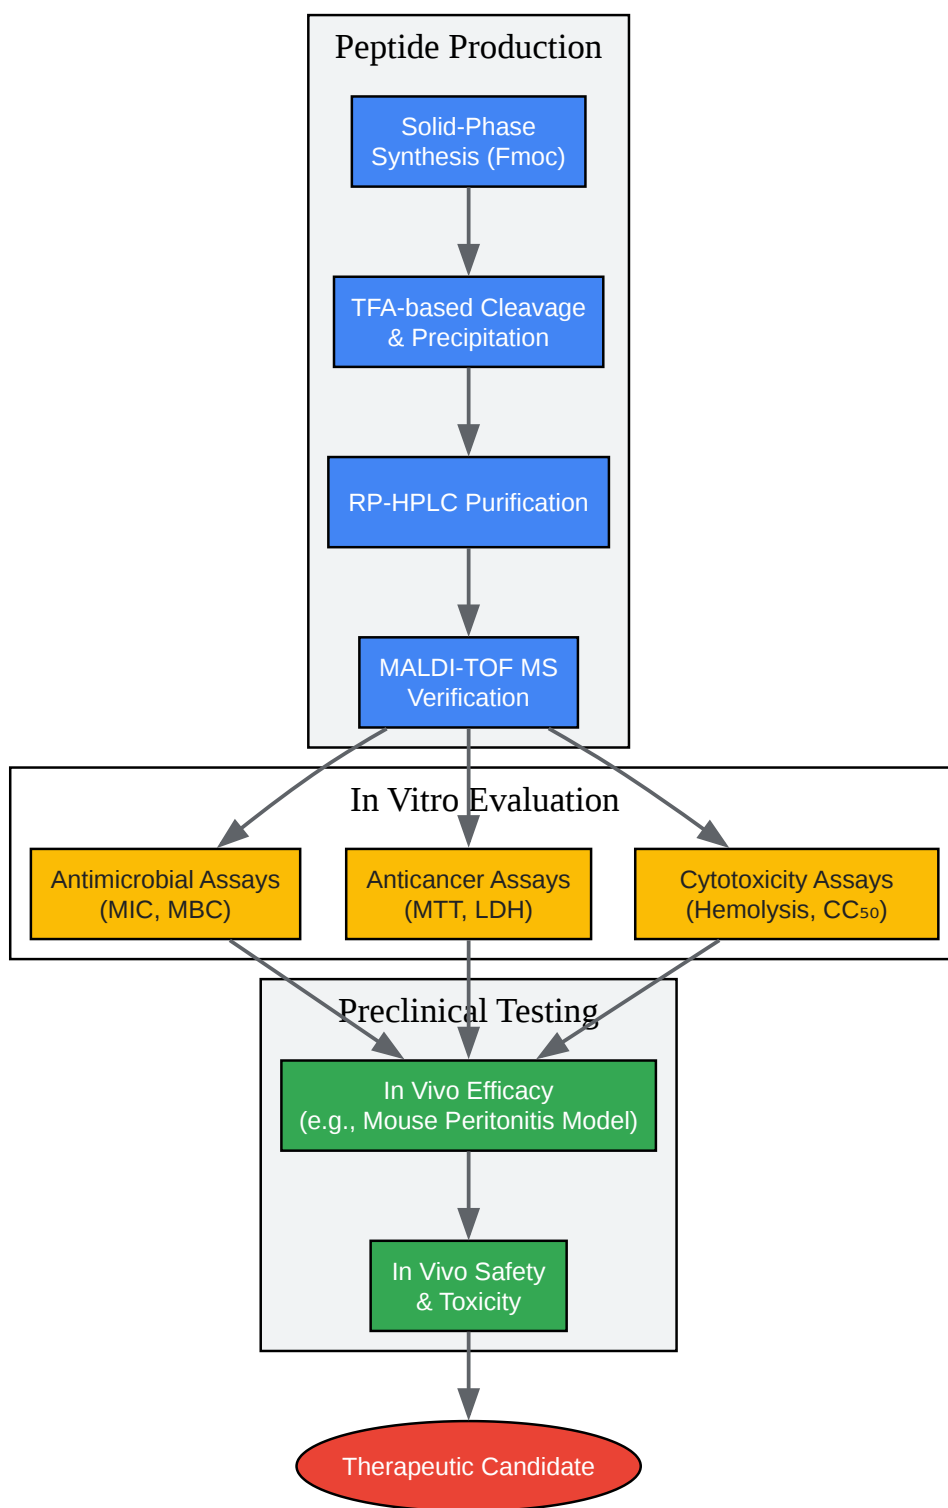 Peptide Production
Solid-Phase
Synthesis (Fmoc)
TFA-based Cleavage
& Precipitation
RP-HPLC Purification
MALDI-TOF MS
Verification
In Vitro Evaluation
Antimicrobial Assays
(MIC, MBC)
Anticancer Assays
(MTT, LDH)
Cytotoxicity Assays
(Hemolysis, CC₅₀)
Preclinical Testing
In Vivo Efficacy
(e.g., Mouse Peritonitis Model)
In Vivo Safety
& Toxicity
Therapeutic Candidate